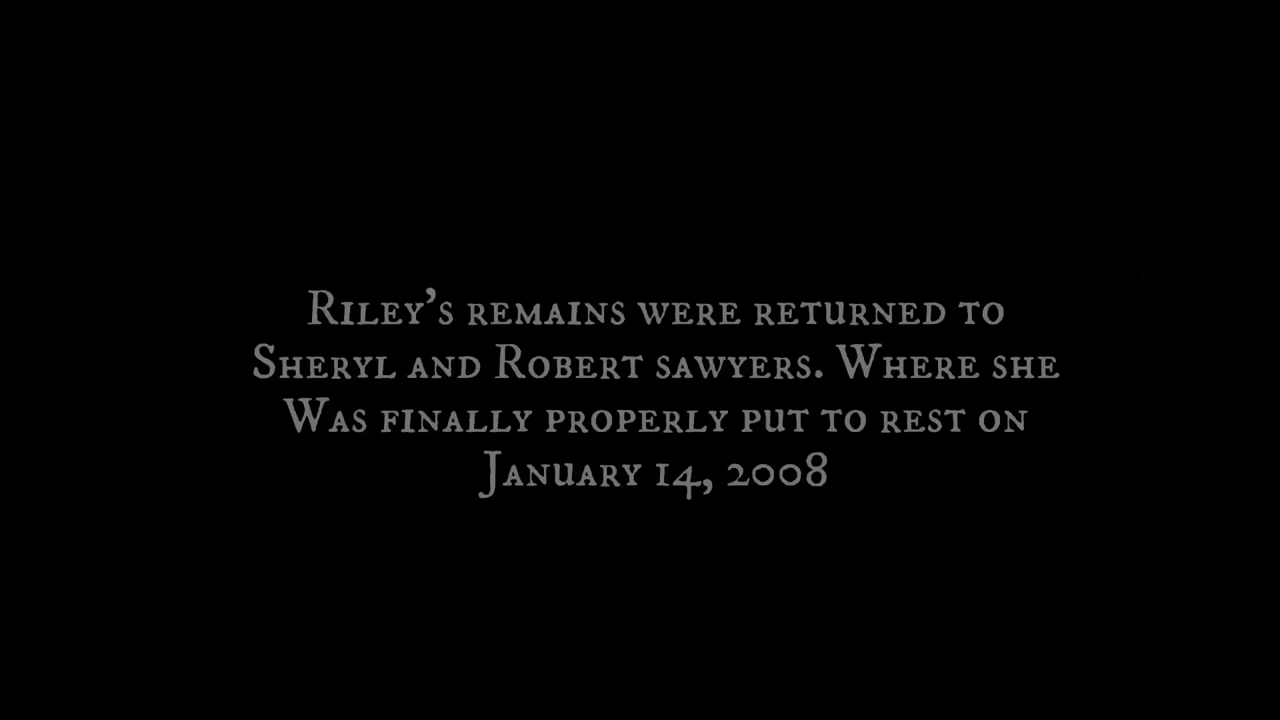 Riley's remains were returned to
Sheryl and Robert sawyers. Where she
Was finally properly put to rest on
January 14, 2008